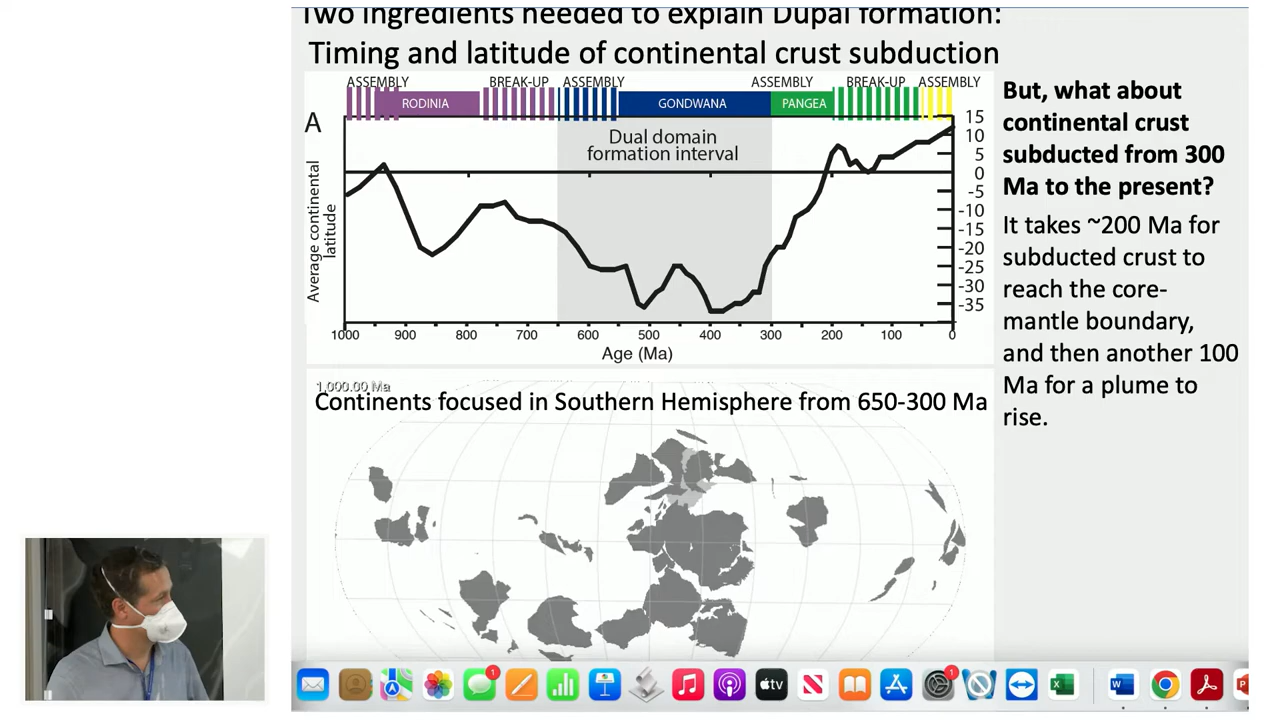 Two ingredients needed to explain Dupal formation:
Timing and latitude of continental crust subduction
ASSEMBLY BREAK-UP ASSEMBLY ASSEMBLY BREAK-UP ASSEMBLY
RODINIA GONDWANA PANGEA
A
Dual domain
formation interval
Average continental
latitude
15
10
5
0
-5
-10
-15
-20
-25
-30
-35
1000 900 800 700 600 500 400 300 200 100 0
Age (Ma)
But, what about
continental crust
subducted from 300
Ma to the present?
It takes ~200 Ma for
subducted crust to
reach the core-
mantle boundary,
and then another 100
Ma for a plume to
rise.
1,000.00 Ma
Continents focused in Southern Hemisphere from 650-300 Ma
1
tv
1
W